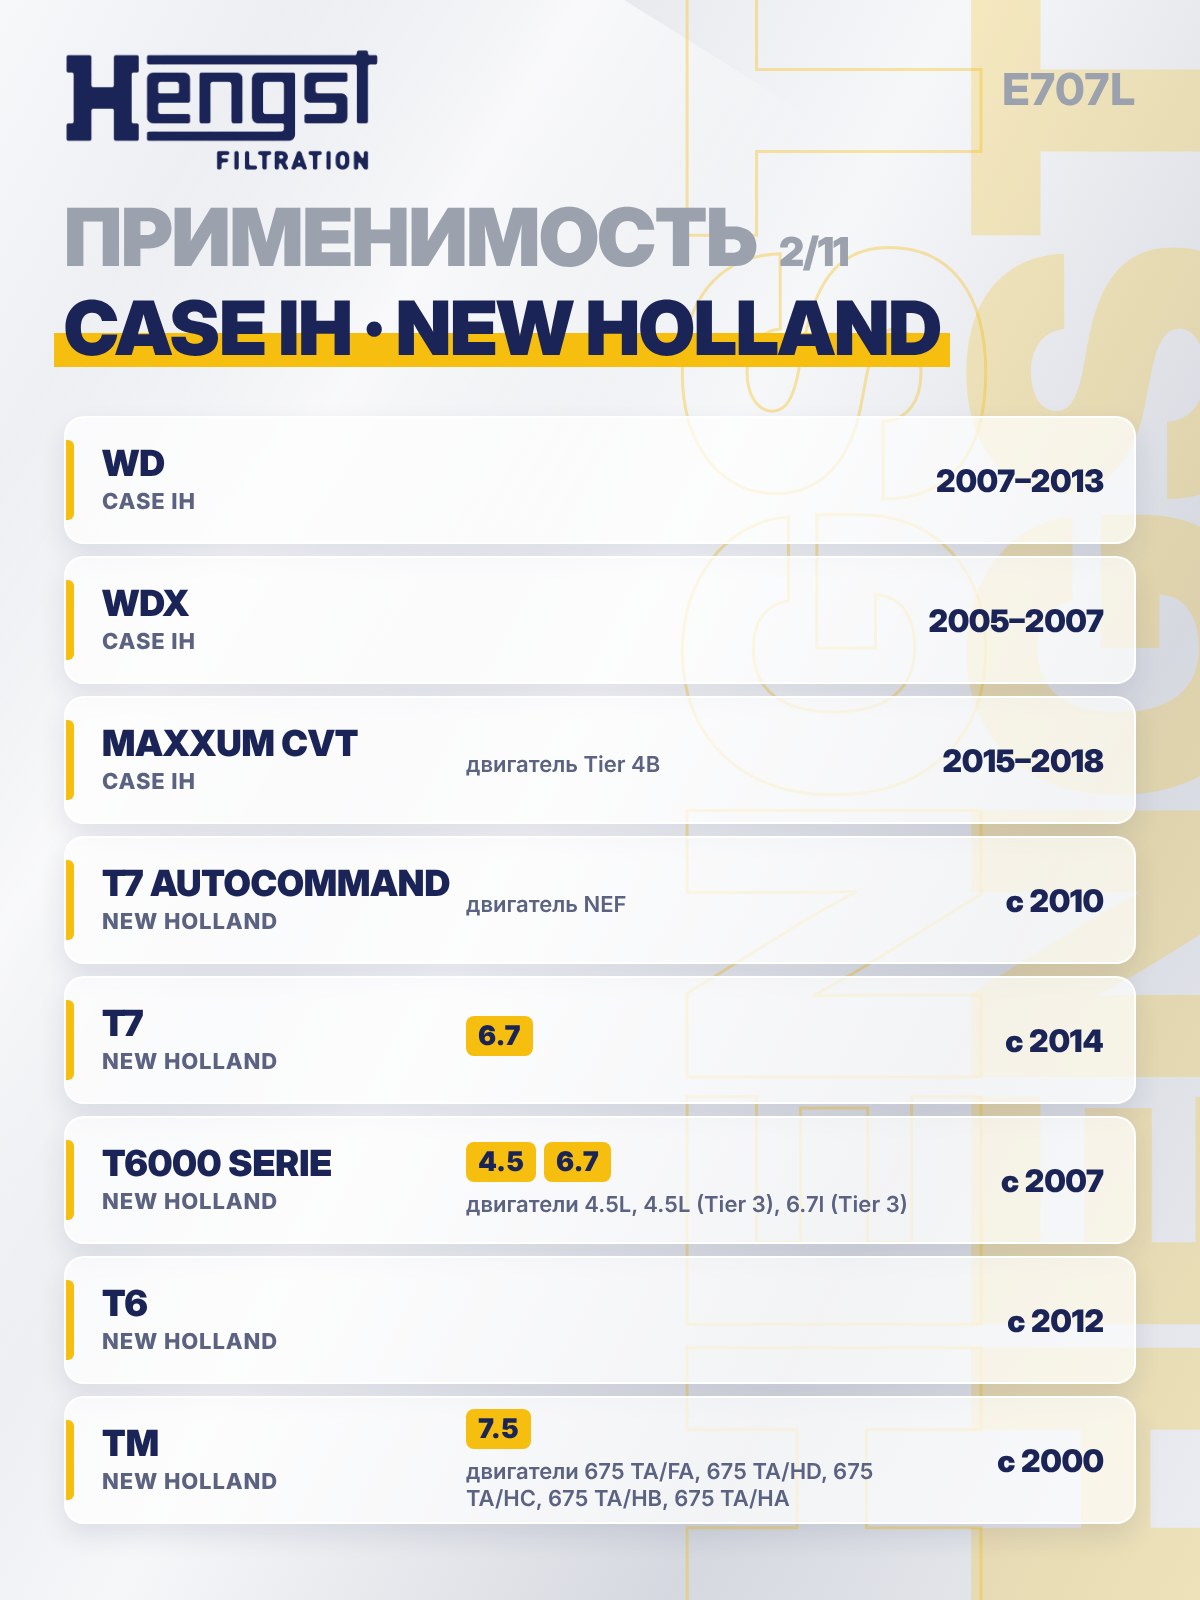 Hengst
FILTRATION
E707L
ПРИМЕНИМОСТЬ 2/11
CASE IH · NEW HOLLAND
WD
CASE IH
2007–2013
WDX
CASE IH
2005–2007
MAXXUM CVT
CASE IH
двигатель Tier 4B
2015–2018
T7 AUTOCOMMAND
NEW HOLLAND
двигатель NEF
с 2010
T7
NEW HOLLAND
6.7
с 2014
T6000 SERIE
NEW HOLLAND
4.5 6.7
двигатели 4.5L, 4.5L (Tier 3), 6.7l (Tier 3)
с 2007
T6
NEW HOLLAND
с 2012
TM
NEW HOLLAND
7.5
двигатели 675 TA/FA, 675 TA/HD, 675
TA/HC, 675 TA/HB, 675 TA/HA
с 2000
HENGST
HENGST